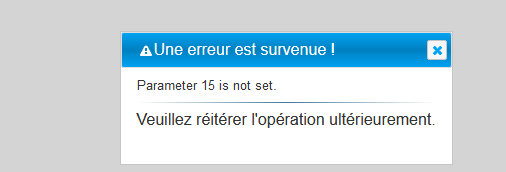 Une erreur est survenue !
Parameter 15 is not set.
Veuillez réitérer l'opération ultérieurement.